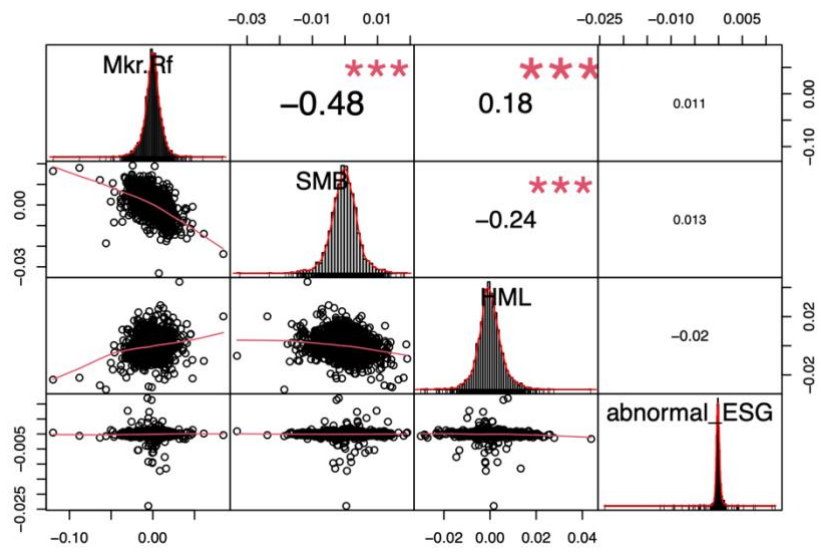 −0.03 −0.01 0.01 −0.025 −0.010 0.005
Mkr.Rf *** −0.48 *** 0.18 0.011 0.00 −0.10
0.00 −0.03 SMB *** −0.24 0.013
HML −0.02 0.02 −0.02
−0.005 −0.025 abnormal_ESG
−0.10 0.00 −0.02 0.00 0.02 0.04